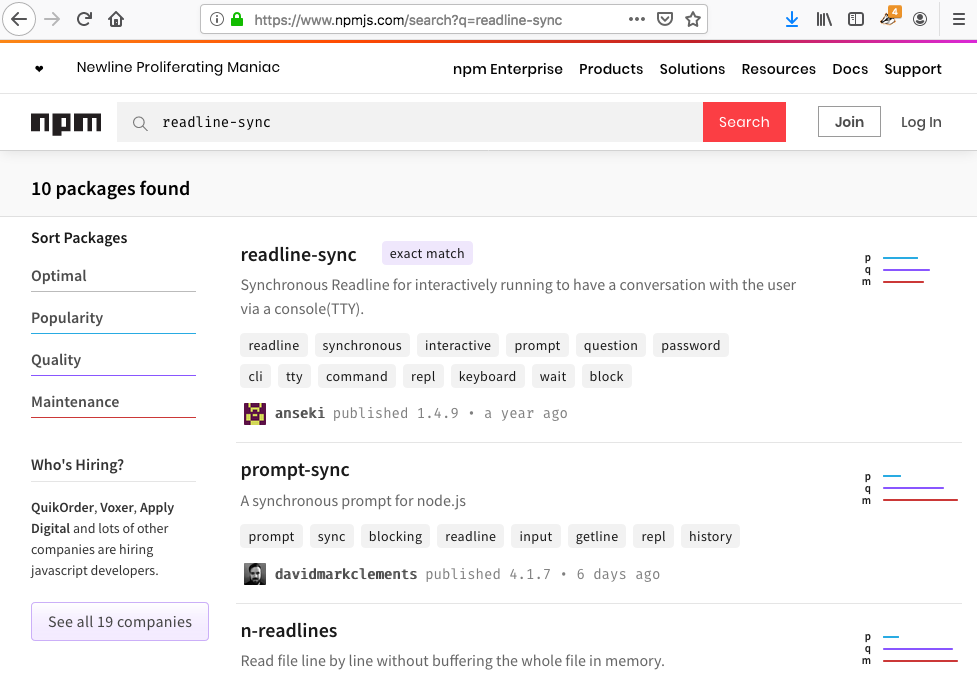 https://www.npmjs.com/search?q=readline-sync
4
❤ Newline Proliferating Maniac
npm Enterprise Products Solutions Resources Docs Support
npm
readline-sync
Search
Join
Log In
10 packages found
Sort Packages
Optimal
Popularity
Quality
Maintenance
Who's Hiring?
QuikOrder, Voxer, Apply
Digital and lots of other
companies are hiring
javascript developers.
See all 19 companies
readline-sync exact match
Synchronous Readline for interactively running to have a conversation with the user
via a console(TTY).
readline synchronous interactive prompt question password
cli tty command repl keyboard wait block
anseki published 1.4.9 • a year ago
p
q
m
prompt-sync
A synchronous prompt for node.js
prompt sync blocking readline input getline repl history
davidmarkclements published 4.1.7 • 6 days ago
p
q
m
n-readlines
Read file line by line without buffering the whole file in memory.
p
q
m